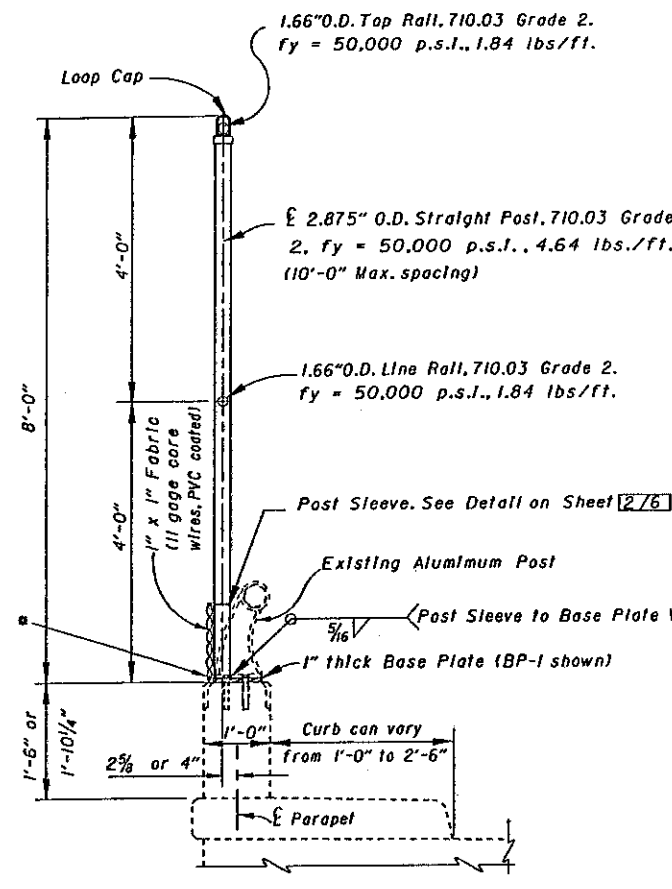 1.66"O.D. Top Rail, 710.03 Grade 2.
fy = 50,000 p.s.i., 1.84 lbs/ft.
Loop Cap
℄ 2.875" O.D. Straight Post, 710.03 Grade
2, fy = 50,000 p.s.i., 4.64 lbs./ft.
(10'-0" Max. spacing)
4'-0"
8'-0"
1.66"O.D. Line Rail, 710.03 Grade 2.
fy = 50,000 p.s.i., 1.84 lbs/ft.
4'-0"
1" x 1" Fabric
(11 gage core
wires, PVC coated)
Post Sleeve. See Detail on Sheet 2/6
Existing Aluminum Post
5/16
Post Sleeve to Base Plate
1" thick Base Plate (BP-1 shown)
1'-6" or
1'-10¼"
1'-0"
Curb can vary
from 1'-0" to 2'-6"
2⅝ or 4"
℄ Parapet